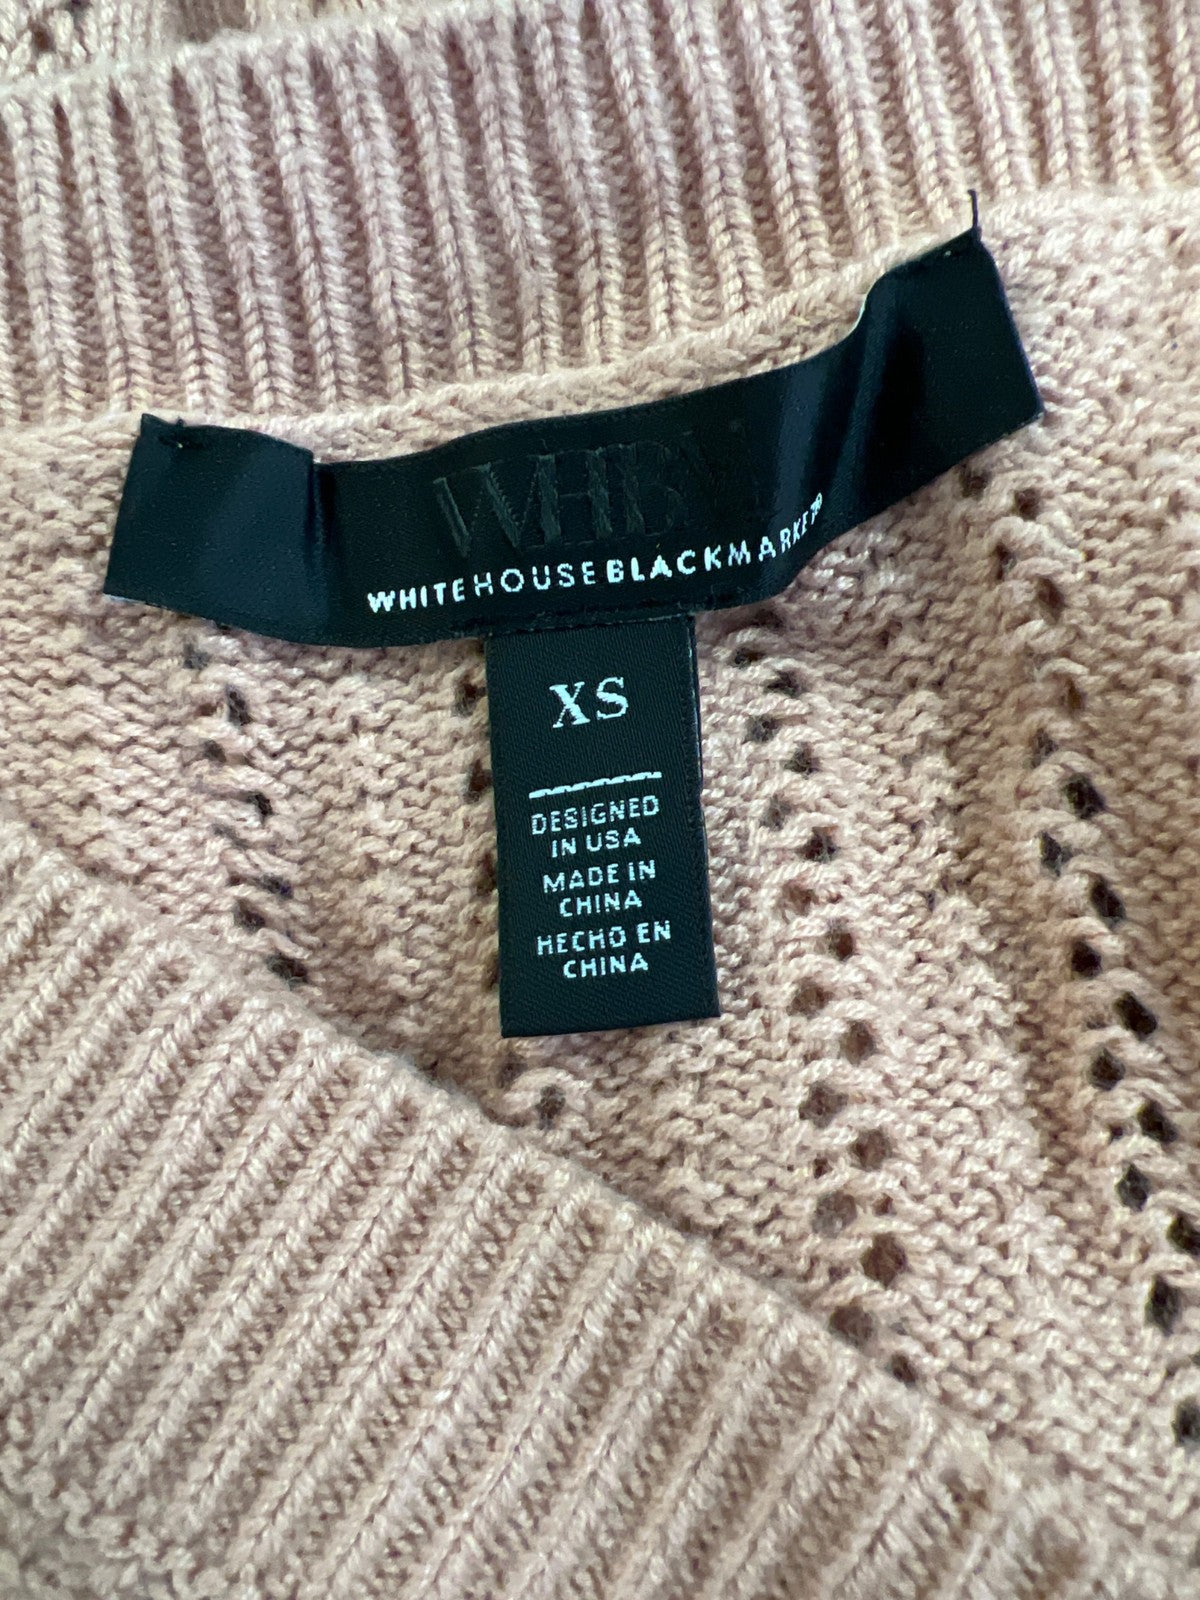 WHBM
WHITEHOUSEBLACKMARKET®
XS
DESIGNED
IN USA
MADE IN
CHINA
HECHO EN
CHINA